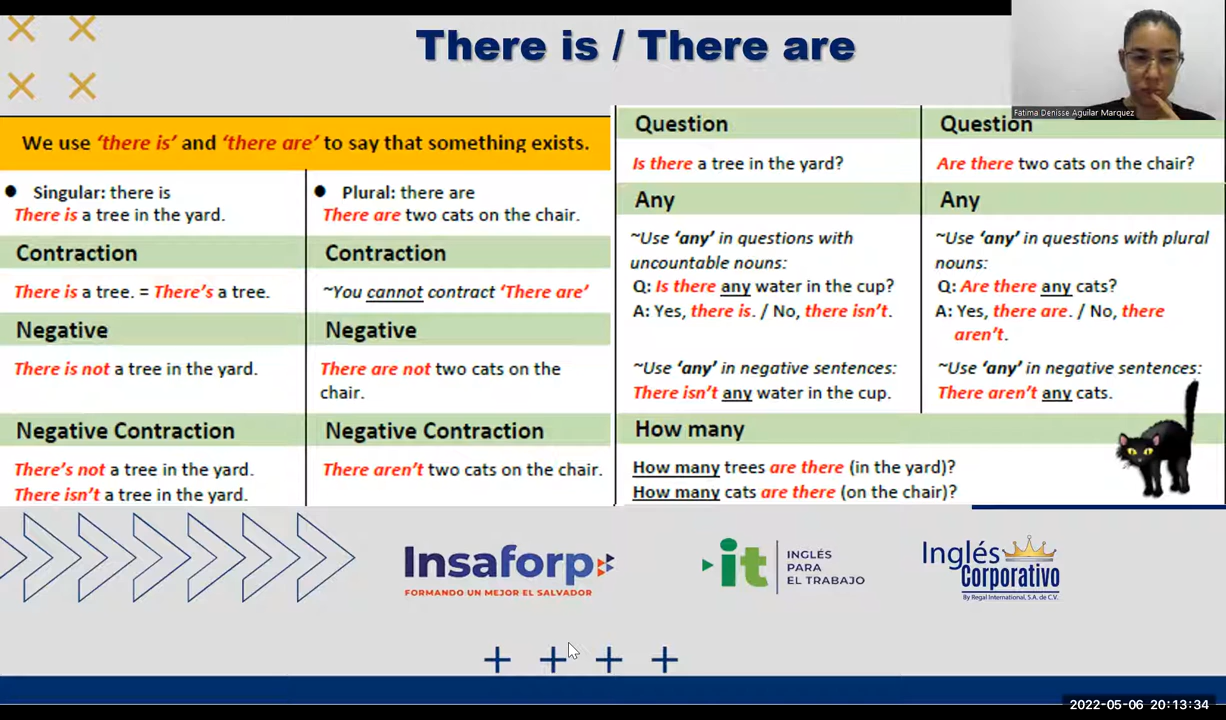 There is / There are
Fatima Denisse Aguilar Marquez
We use ‘there is’ and ‘there are’ to say that something exists.
● Singular: there is
There is a tree in the yard.
● Plural: there are
There are two cats on the chair.
Contraction
There is a tree. = There’s a tree.
Contraction
~You cannot contract ‘There are’
Negative
There is not a tree in the yard.
Negative
There are not two cats on the
chair.
Negative Contraction
There’s not a tree in the yard.
There isn’t a tree in the yard.
Negative Contraction
There aren’t two cats on the chair.
Question
Is there a tree in the yard?
Question
Are there two cats on the chair?
Any
~Use ‘any’ in questions with
uncountable nouns:
Q: Is there any water in the cup?
A: Yes, there is. / No, there isn’t.
~Use ‘any’ in negative sentences:
There isn’t any water in the cup.
Any
~Use ‘any’ in questions with plural
nouns:
Q: Are there any cats?
A: Yes, there are. / No, there
aren’t.
~Use ‘any’ in negative sentences:
There aren’t any cats.
How many
How many trees are there (in the yard)?
How many cats are there (on the chair)?
Insaforp
FORMANDO UN MEJOR EL SALVADOR
it
INGLÉS
PARA
EL TRABAJO
Inglés
Corporativo
By Regal International, S.A. de C.V.
2022-05-06 20:13:34